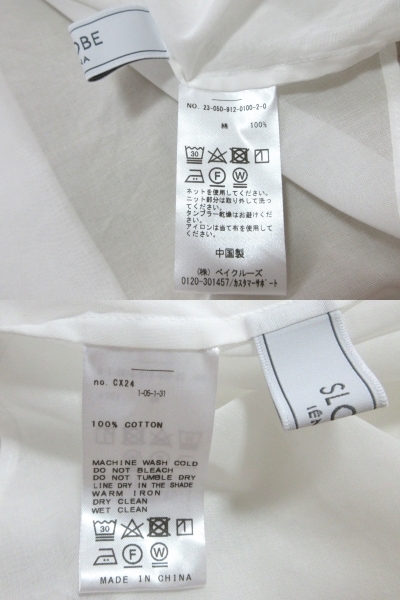 OBE
NA
NO. 23-060-812-0100-2-0
綿 100%
30
F W
ネットを使用してください。
ニット部分は取り外して洗っ
てください。
タンブラー乾燥はお避けくだ
さい。
アイロンは当て布を使用して
ください。
中国製
(株) ベイクルーズ
0120-301457/カスタマーサポート
SLO
IÉN
no. CX24
1-05-1-31
100% COTTON
MACHINE WASH COLD
DO NOT BLEACH
DO NOT TUMBLE DRY
LINE DRY IN THE SHADE
WARM IRON
DRY CLEAN
WET CLEAN
30
F W
MADE IN CHINA